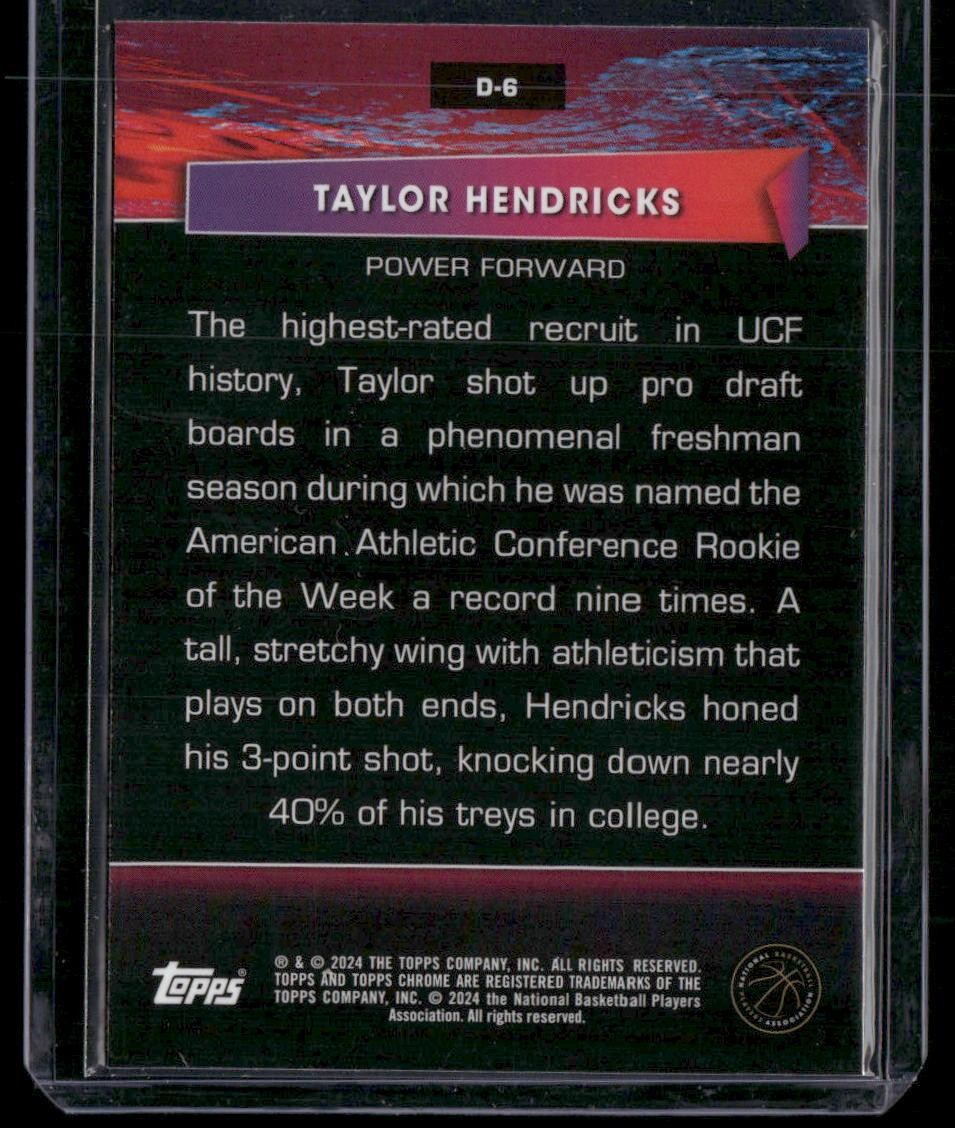 D-6
TAYLOR HENDRICKS
POWER FORWARD
The highest-rated recruit in UCF
history, Taylor shot up pro draft
boards in a phenomenal freshman
season during which he was named the
American Athletic Conference Rookie
of the Week a record nine times. A
tall, stretchy wing with athleticism that
plays on both ends, Hendricks honed
his 3-point shot, knocking down nearly
40% of his treys in college.
topps®
® & © 2024 THE TOPPS COMPANY, INC. ALL RIGHTS RESERVED.
TOPPS AND TOPPS CHROME ARE REGISTERED TRADEMARKS OF THE
TOPPS COMPANY, INC. © 2024 the National Basketball Players
Association. All rights reserved.
NATIONAL BASKETBALL
PLAYERS ASSOCIATION